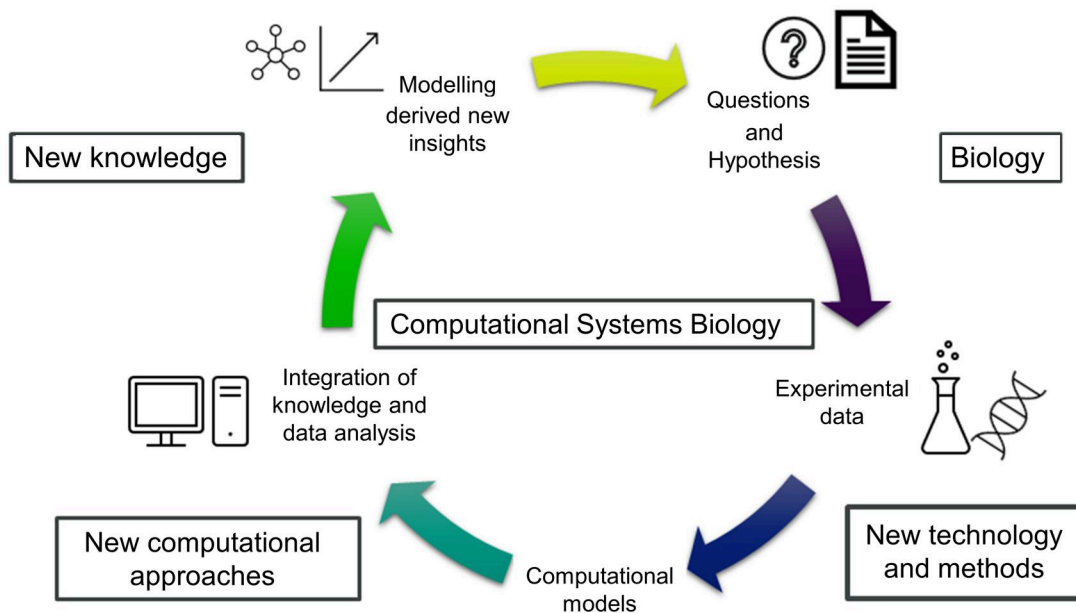 Modelling
derived new
insights
Questions
and
Hypothesis
New knowledge
Biology
Computational Systems Biology
Integration of
knowledge and
data analysis
Experimental
data
New computational
approaches
Computational
models
New technology
and methods